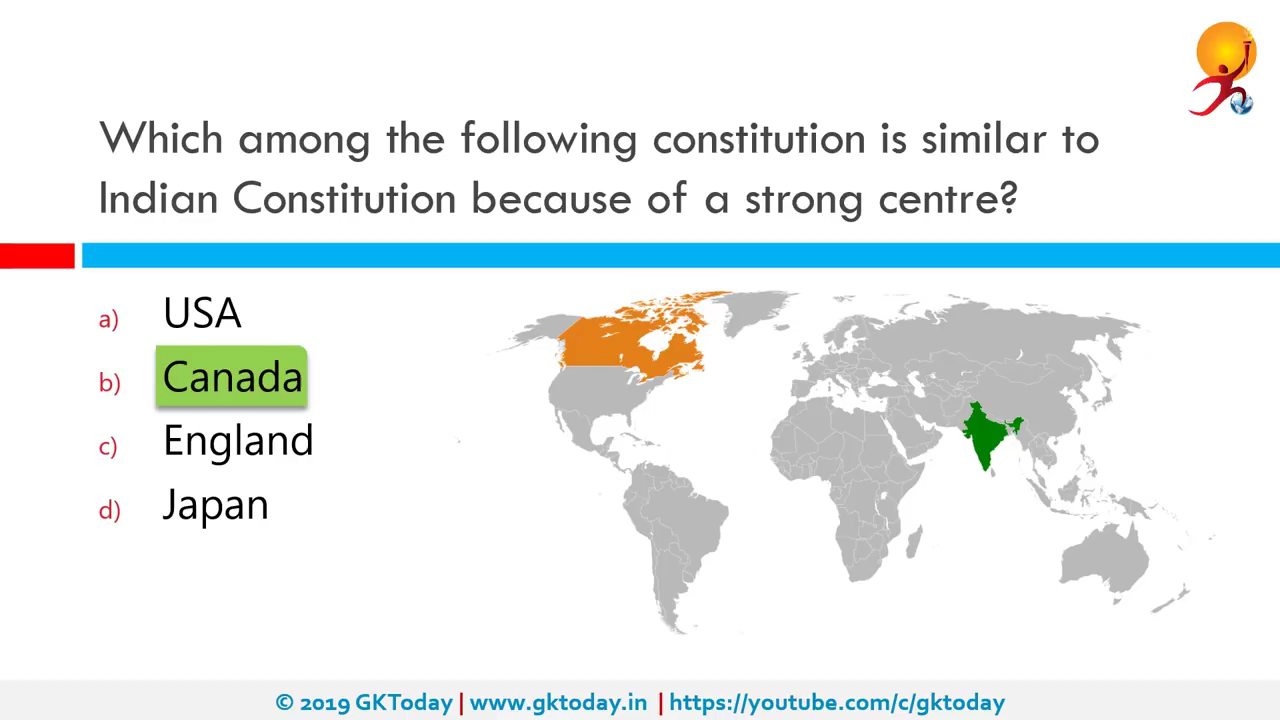 Which among the following constitution is similar to
Indian Constitution because of a strong centre?
a) USA
b) Canada
c) England
d) Japan
© 2019 GKToday | www.gktoday.in | https://youtube.com/c/gktoday